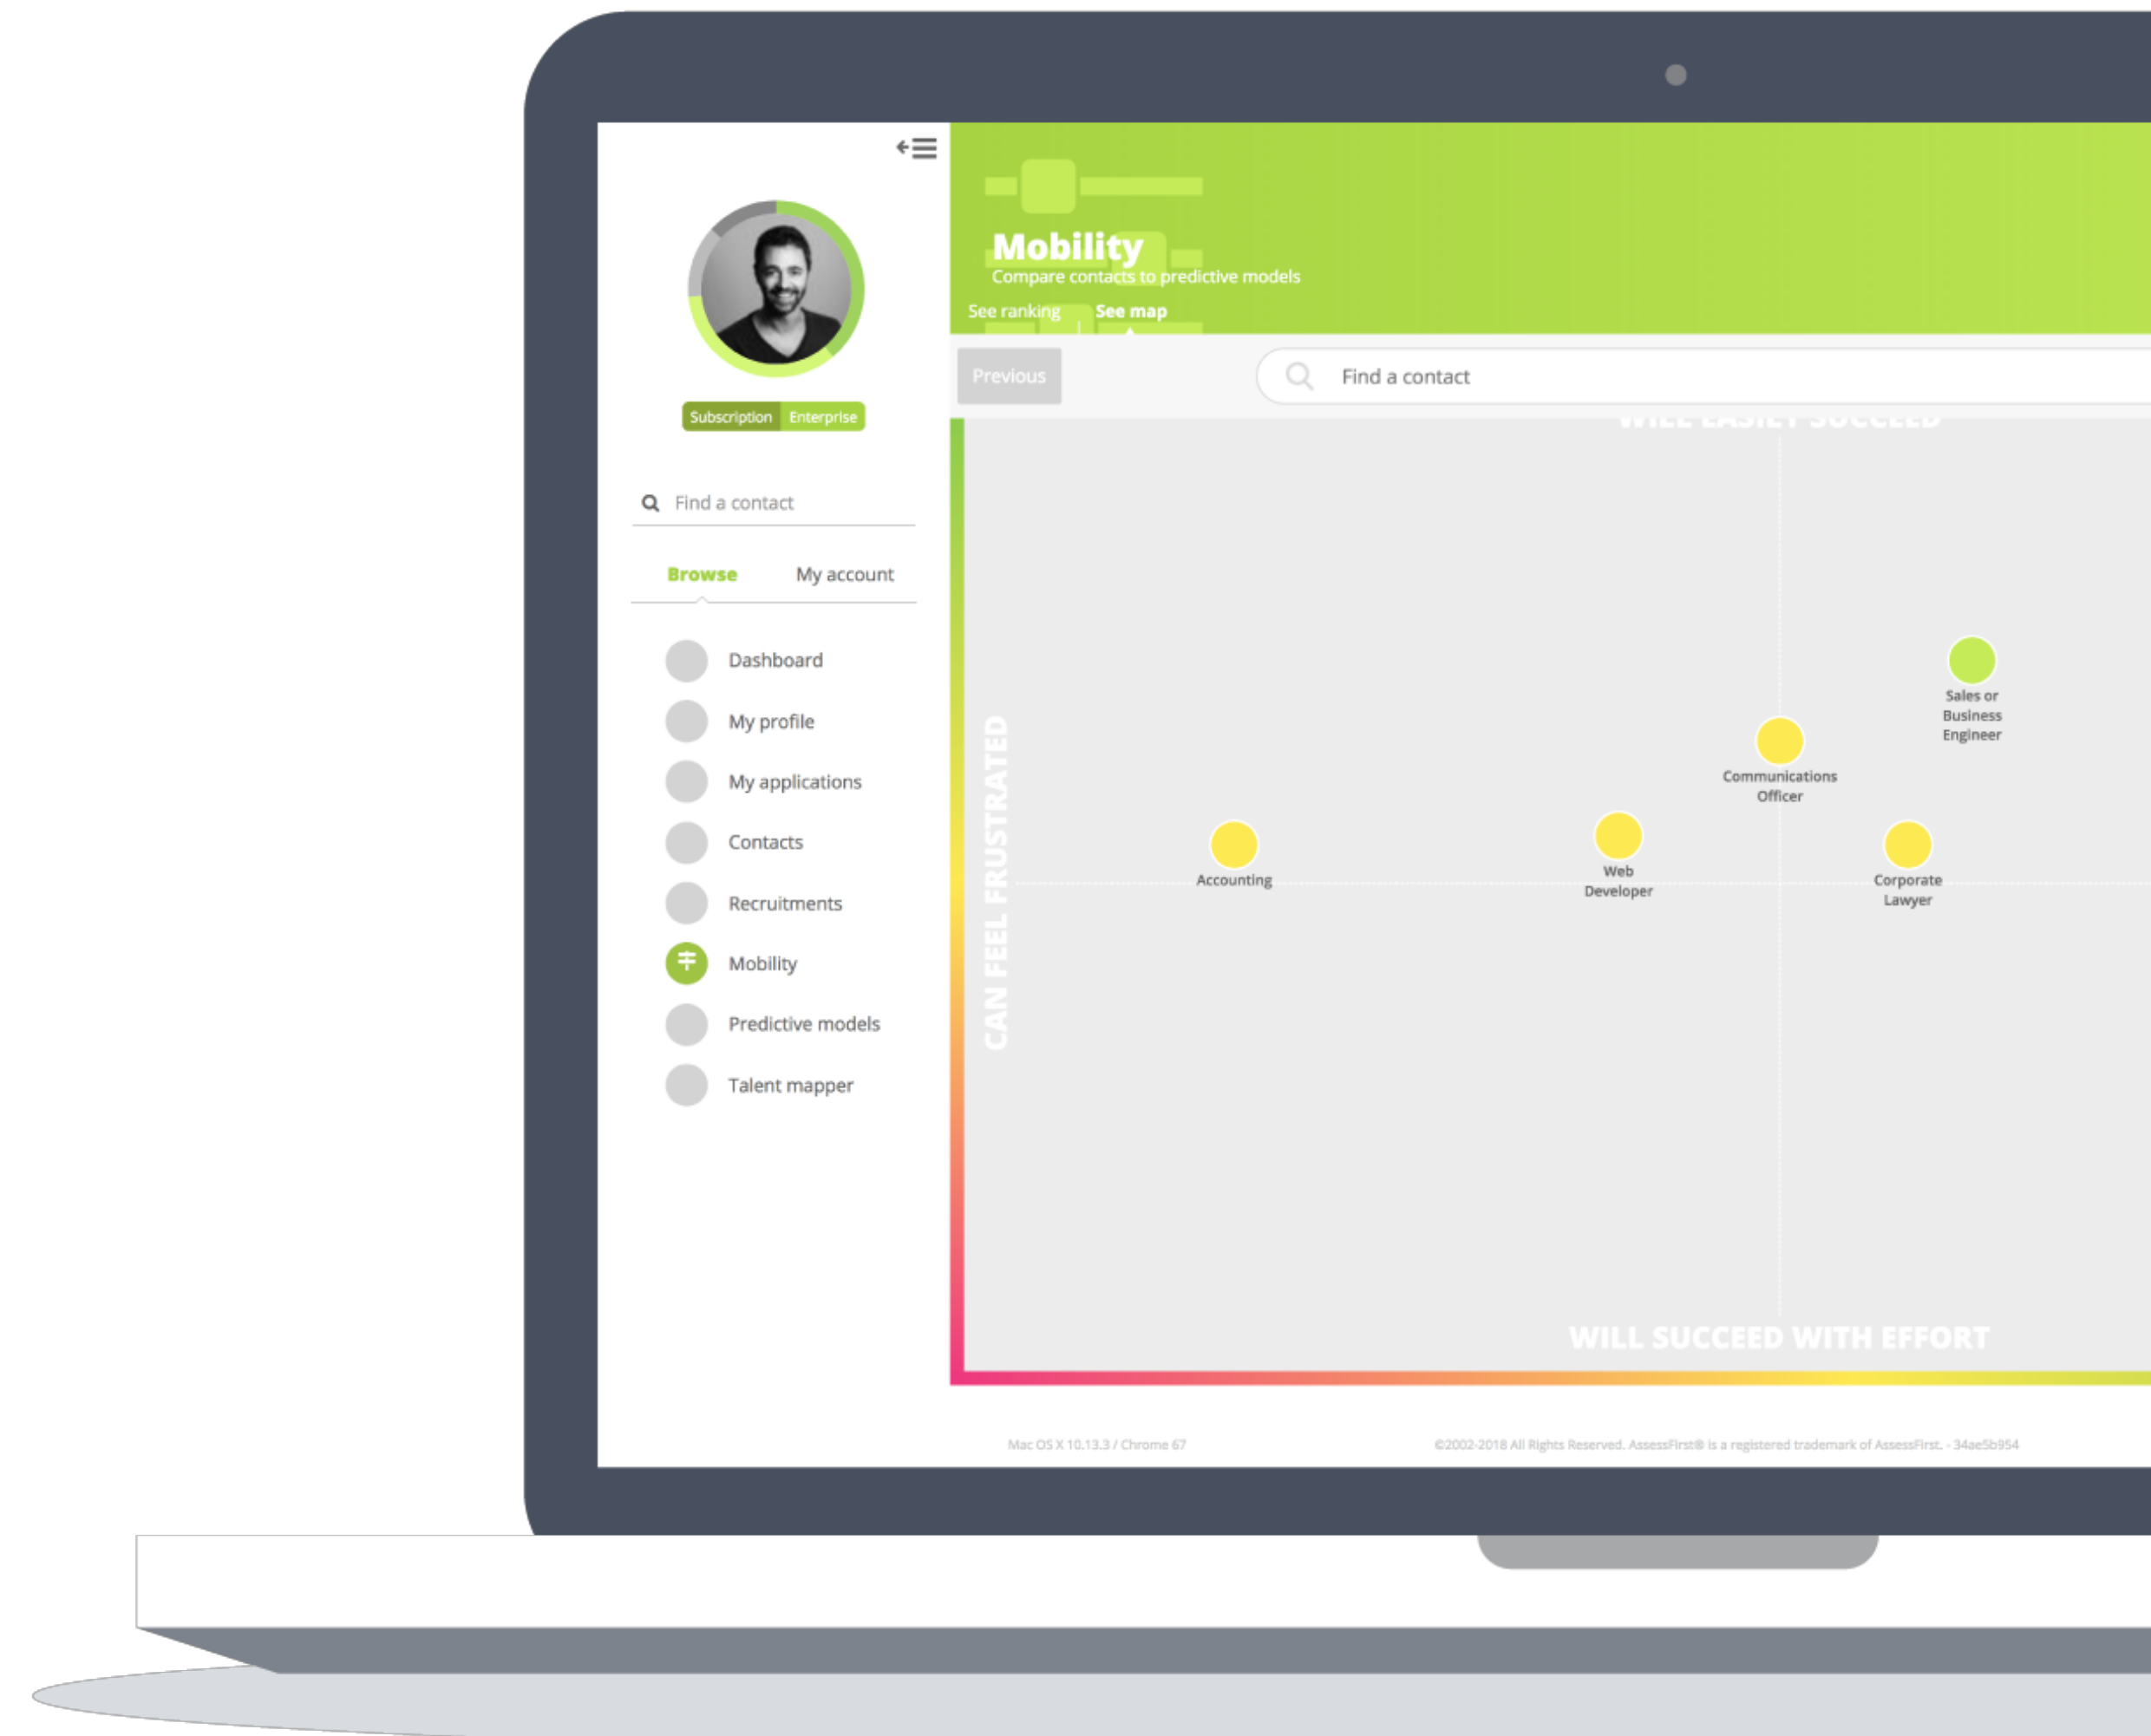 Subscription Enterprise
Find a contact
Browse My account
Dashboard
My profile
My applications
Contacts
Recruitments
Mobility
Predictive models
Talent mapper
Mobility
Compare contacts to predictive models
See ranking See map
Previous
Find a contact
WILL EASILY SUCCEED
CAN FEEL FRUSTRATED
Sales or
Business
Engineer
Communications
Officer
Accounting
Web
Developer
Corporate
Lawyer
WILL SUCCEED WITH EFFORT
Mac OS X 10.13.3 / Chrome 67
©2002-2018 All Rights Reserved. AssessFirst® is a registered trademark of AssessFirst. - 34ae5b954